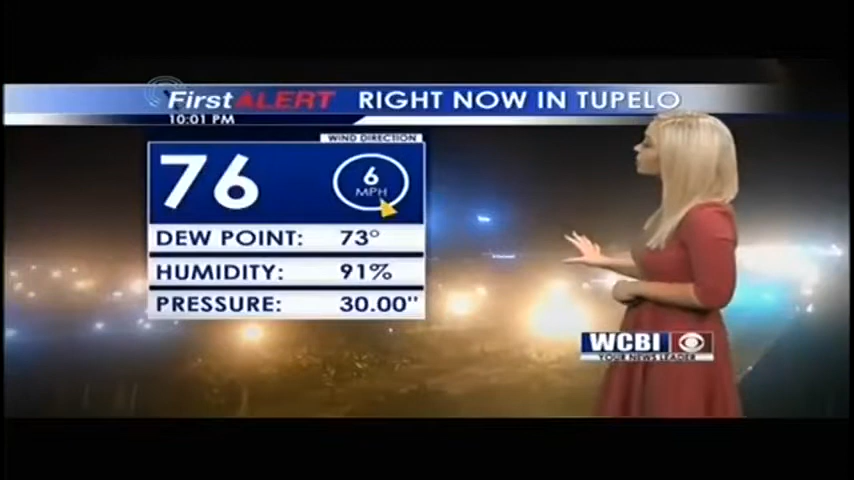 First ALERT RIGHT NOW IN TUPELO
10:01 PM
WIND DIRECTION
76
6
MPH
DEW POINT: 73°
HUMIDITY: 91%
PRESSURE: 30.00"
WCBI
YOUR NEWS LEADER